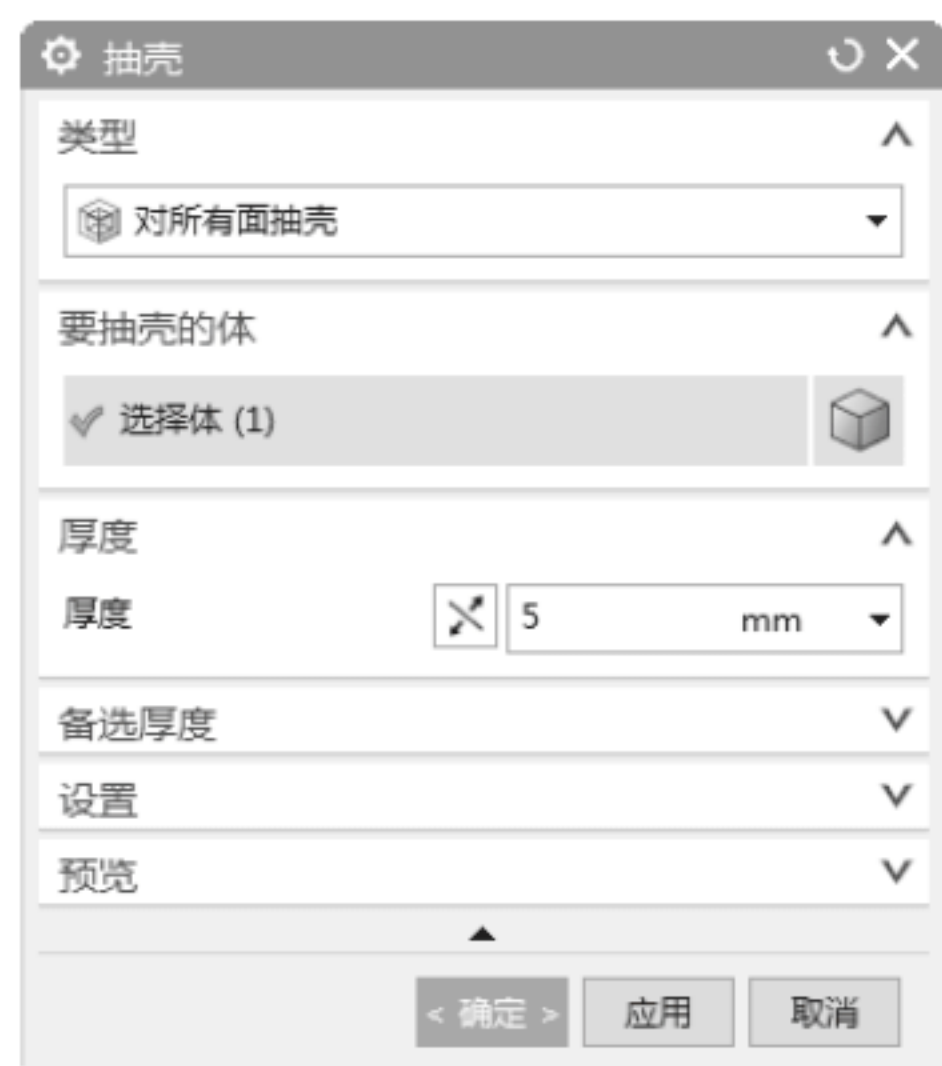 抽壳
类型
对所有面抽壳
要抽壳的体
选择体 (1)
厚度
厚度 5 mm
备选厚度
设置
预览
< 确定 > 应用 取消